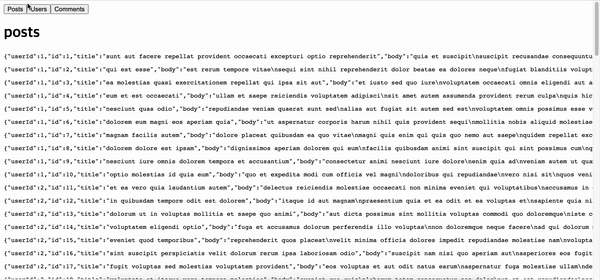 Posts Users Comments
posts
{"userId":1,"id":1,"title":"sunt aut facere repellat provident occaecati excepturi optio reprehenderit","body":"quia et suscipit\nsuscipit recusandae consequuntu
{"userId":1,"id":2,"title":"qui est esse","body":"est rerum tempore vitae\nsequi sint nihil reprehenderit dolor beatae ea dolores neque\nfugiat blanditiis volupt
{"userId":1,"id":3,"title":"ea molestias quasi exercitationem repellat qui ipsa sit aut","body":"et iusto sed quo iure\nvoluptatem occaecati omnis eligendi aut a
{"userId":1,"id":4,"title":"eum et est occaecati","body":"ullam et saepe reiciendis voluptatem adipisci\nsit amet autem assumenda provident rerum culpa\nquis hic
{"userId":1,"id":5,"title":"nesciunt quas odio","body":"repudiandae veniam quaerat sunt sed\nalias aut fugiat sit autem sed est\nvoluptatem omnis possimus esse v
{"userId":1,"id":6,"title":"dolorem eum magni eos aperiam quia","body":"ut aspernatur corporis harum nihil quis provident sequi\nmollitia nobis aliquid molestiae
{"userId":1,"id":7,"title":"magnam facilis autem","body":"dolore placeat quibusdam ea quo vitae\nmagni quis enim qui quis quo nemo aut saepe\nquidem repellat exc
{"userId":1,"id":8,"title":"dolorem dolore est ipsam","body":"dignissimos aperiam dolorem qui eum\nfacilis quibusdam animi sint suscipit qui sint possimus cum\nq
{"userId":1,"id":9,"title":"nesciunt iure omnis dolorem tempora et accusantium","body":"consectetur animi nesciunt iure dolore\nenim quia ad\nveniam autem ut qua
{"userId":1,"id":10,"title":"optio molestias id quia eum","body":"quo et expedita modi cum officia vel magni\ndoloribus qui repudiandae\nvero nisi sit\nquos veni
{"userId":2,"id":11,"title":"et ea vero quia laudantium autem","body":"delectus reiciendis molestiae occaecati non minima eveniet qui voluptatibus\naccusamus in
{"userId":2,"id":12,"title":"in quibusdam tempore odit est dolorem","body":"itaque id aut magnam\npraesentium quia et ea odit et ea voluptas et\nsapiente quia ni
{"userId":2,"id":13,"title":"dolorum ut in voluptas mollitia et saepe quo animi","body":"aut dicta possimus sint mollitia voluptas commodi quo doloremque\niste c
{"userId":2,"id":14,"title":"voluptatem eligendi optio","body":"fuga et accusamus dolorum perferendis illo voluptas\nnon doloremque neque facere\nad qui dolorum
{"userId":2,"id":15,"title":"eveniet quod temporibus","body":"reprehenderit quos placeat\nvelit minima officia dolores impedit repudiandae molestiae nam\nvolupta
{"userId":2,"id":16,"title":"sint suscipit perspiciatis velit dolorum rerum ipsa laboriosam odio","body":"suscipit nam nisi quo aperiam aut\nasperiores eos fugit
{"userId":2,"id":17,"title":"fugit voluptas sed molestias voluptatem provident","body":"eos voluptas et aut odit natus earum\naspernatur fuga molestiae ullam\nde